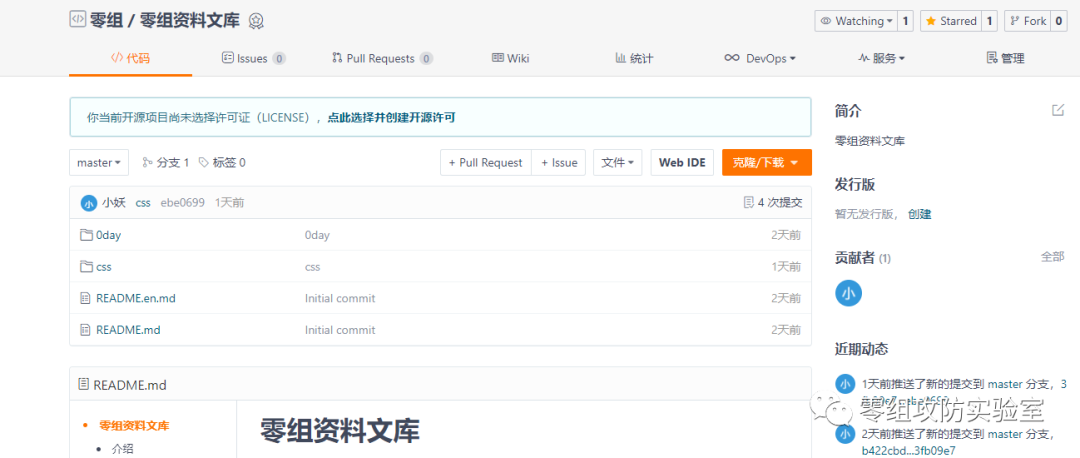 零组 / 零组资料文库
Watching 1 Starred 1 Fork 0
代码 Issues 0 Pull Requests 0 Wiki 统计 DevOps 服务 管理
你当前开源项目尚未选择许可证（LICENSE），点此选择并创建开源许可
master 分支 1 标签 0 + Pull Request + Issue 文件 Web IDE 克隆/下载
小 小妖 css ebe0699 1天前 4 次提交
0day 0day 2天前
css css 1天前
README.en.md Initial commit 2天前
README.md Initial commit 2天前
README.md
零组资料文库
介绍
零组资料文库
简介
零组资料文库
发行版
暂无发行版，创建
贡献者 (1) 全部
小
近期动态
小 1天前推送了新的提交到 master 分支，3
零组攻防实验室
小 2天前推送了新的提交到 master 分支，
b422cbd...3fb09e7